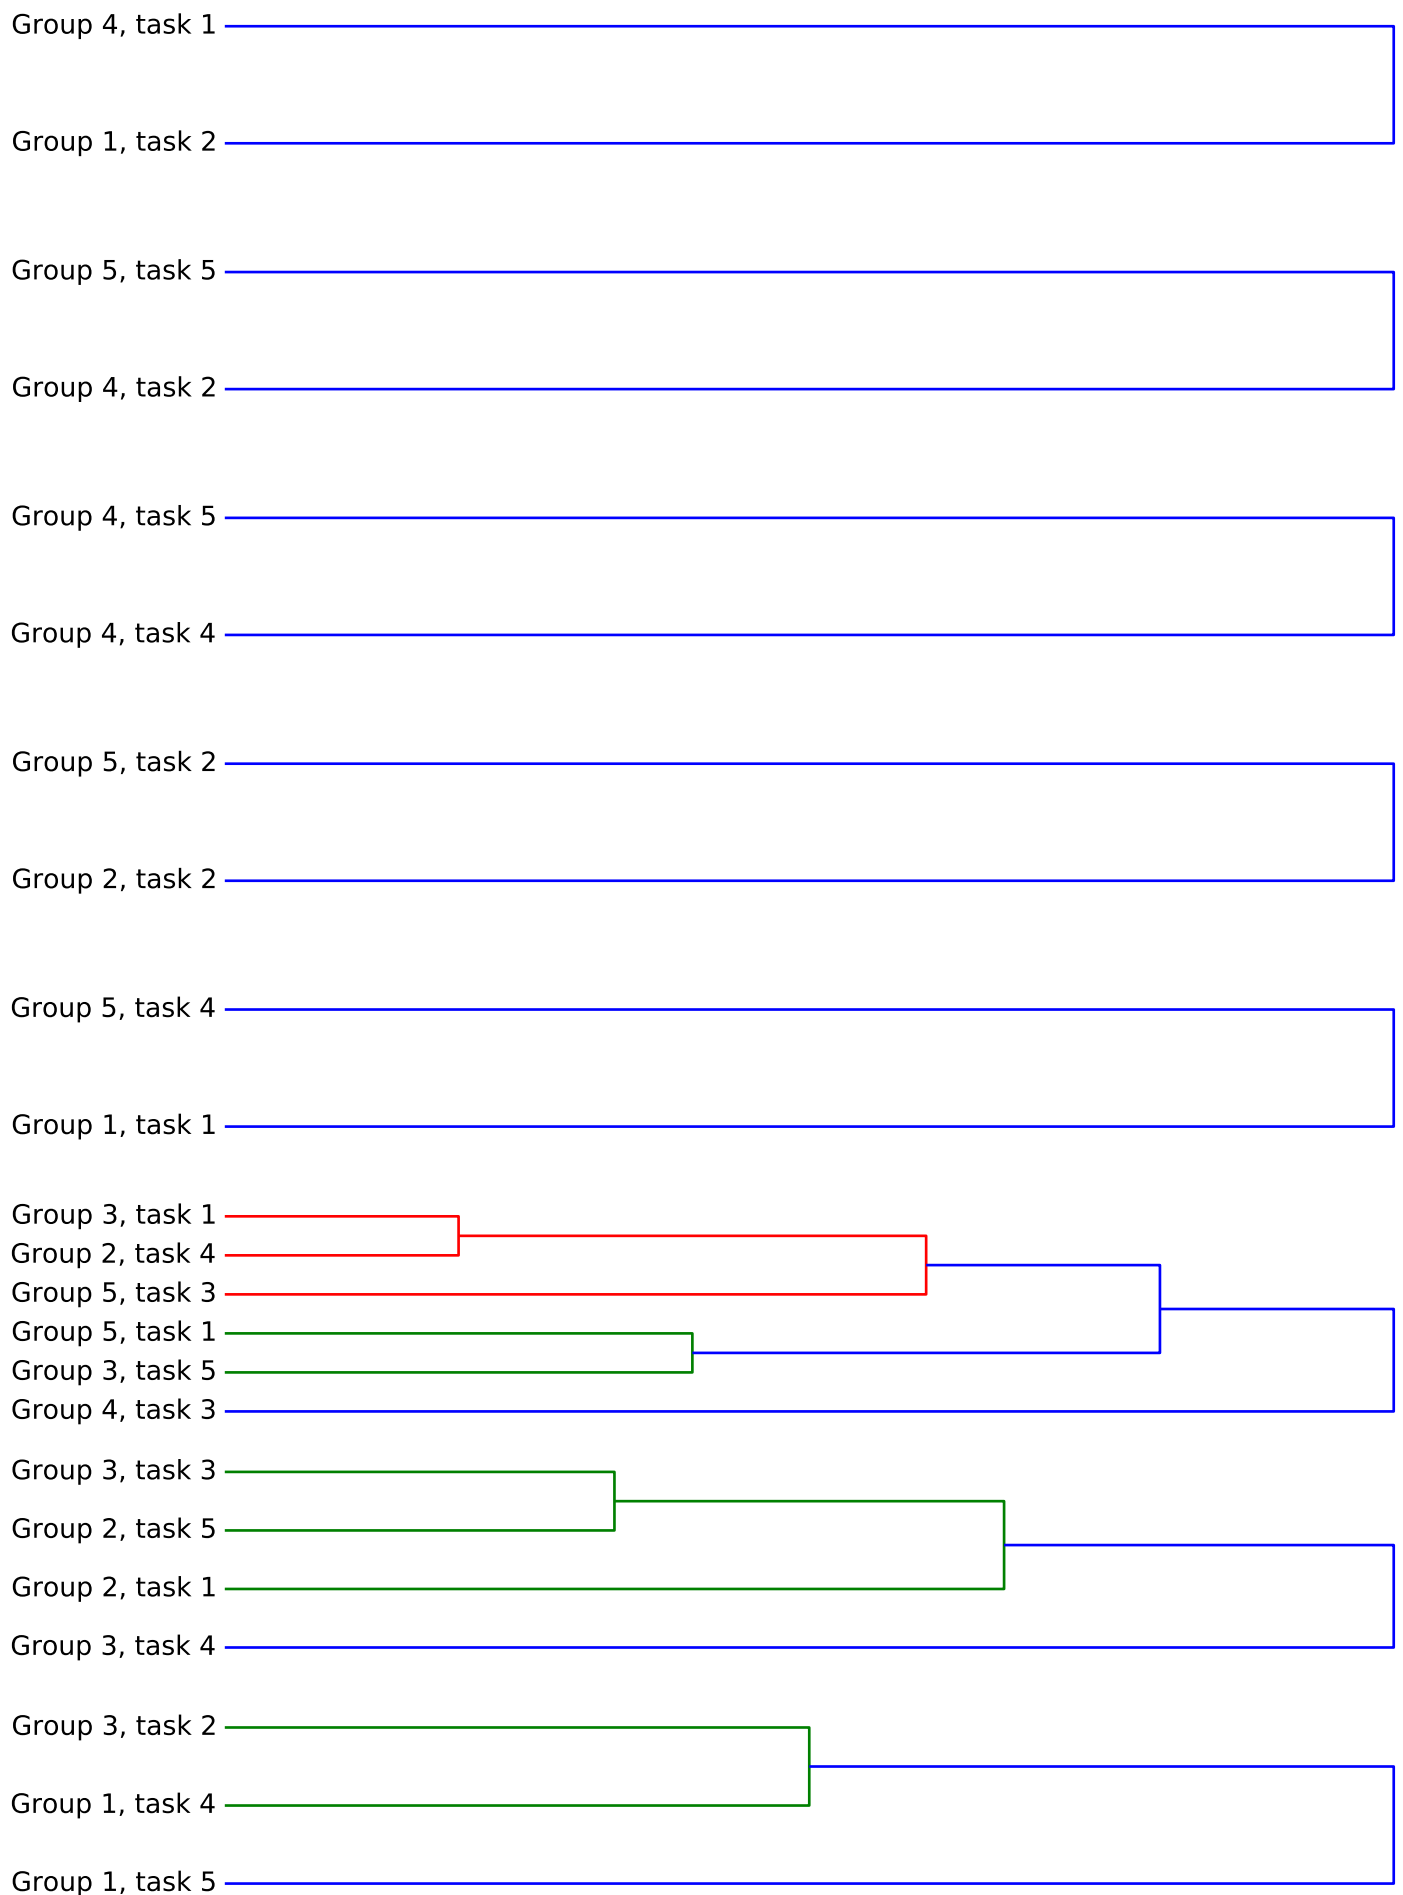 Group 4, task 1
Group 1, task 2
Group 5, task 5
Group 4, task 2
Group 4, task 5
Group 4, task 4
Group 5, task 2
Group 2, task 2
Group 5, task 4
Group 1, task 1
Group 3, task 1
Group 2, task 4
Group 5, task 3
Group 5, task 1
Group 3, task 5
Group 4, task 3
Group 3, task 3
Group 2, task 5
Group 2, task 1
Group 3, task 4
Group 3, task 2
Group 1, task 4
Group 1, task 5